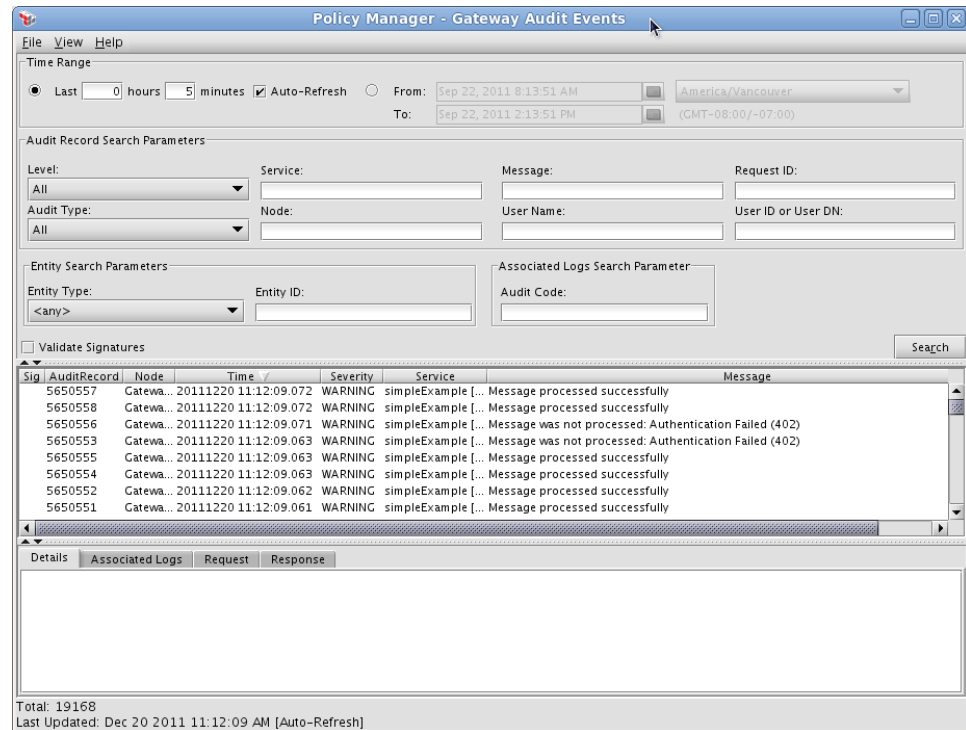 Policy Manager - Gateway Audit Events
File View Help
Time Range
Last 0 hours 5 minutes Auto-Refresh From: Sep 22, 2011 8:13:51 AM America/Vancouver
To: Sep 22, 2011 2:13:51 PM (GMT-08:00/-07:00)
Audit Record Search Parameters
Level: Service: Message: Request ID:
All
Audit Type: Node: User Name: User ID or User DN:
All
Entity Search Parameters Associated Logs Search Parameter
Entity Type: Entity ID: Audit Code:
<any>
Validate Signatures Search
Sig AuditRecord Node Time Severity Service Message
5650557 Gatewa... 20111220 11:12:09.072 WARNING simpleExample [... Message processed successfully
5650558 Gatewa... 20111220 11:12:09.072 WARNING simpleExample [... Message processed successfully
5650556 Gatewa... 20111220 11:12:09.071 WARNING simpleExample [... Message was not processed: Authentication Failed (402)
5650553 Gatewa... 20111220 11:12:09.063 WARNING simpleExample [... Message was not processed: Authentication Failed (402)
5650555 Gatewa... 20111220 11:12:09.063 WARNING simpleExample [... Message processed successfully
5650554 Gatewa... 20111220 11:12:09.063 WARNING simpleExample [... Message processed successfully
5650552 Gatewa... 20111220 11:12:09.062 WARNING simpleExample [... Message processed successfully
5650551 Gatewa... 20111220 11:12:09.061 WARNING simpleExample [... Message processed successfully
Details Associated Logs Request Response
Total: 19168
Last Updated: Dec 20 2011 11:12:09 AM [Auto-Refresh]